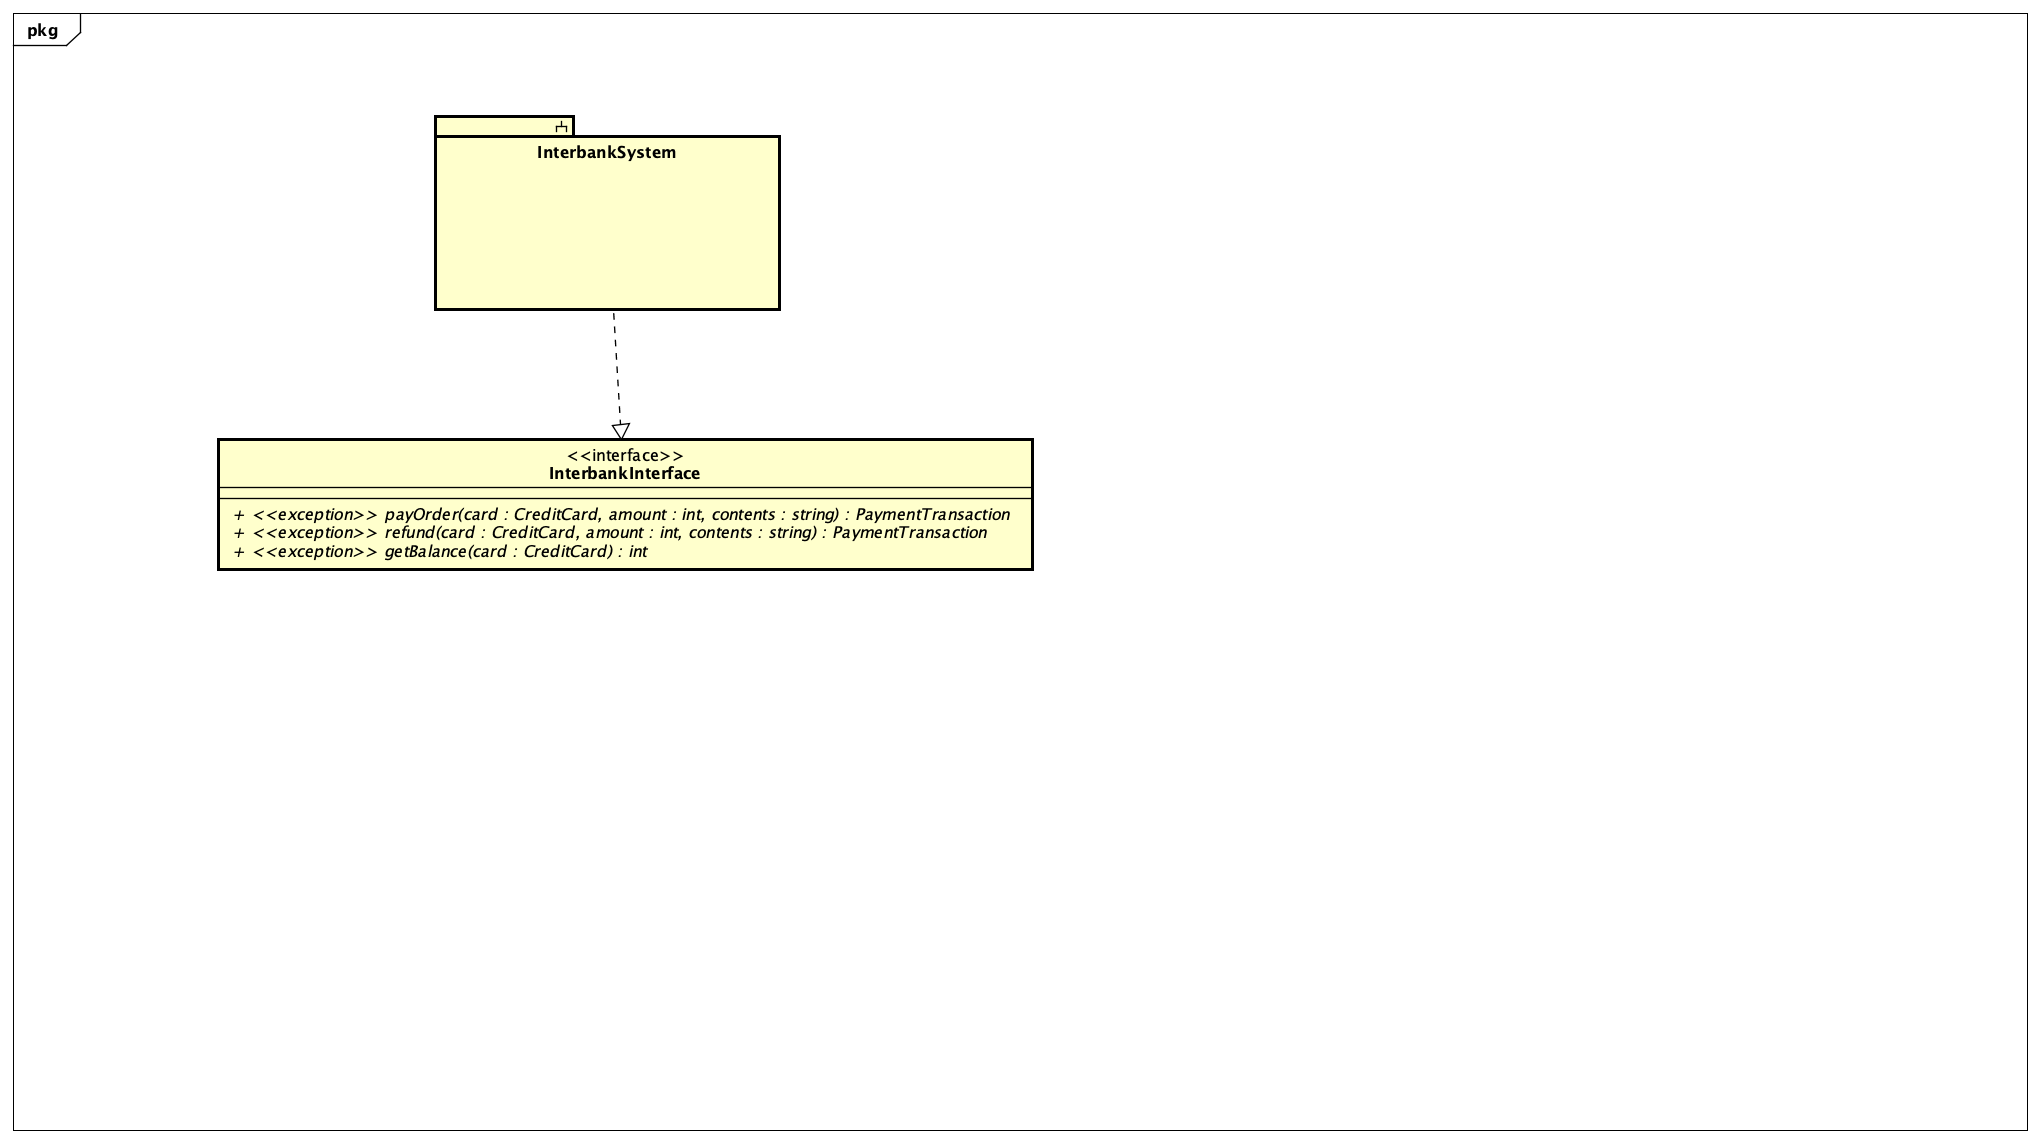 pkg
InterbankSystem
<<interface>>
InterbankInterface
+ <<exception>> payOrder(card : CreditCard, amount : int, contents : string) : PaymentTransaction
+ <<exception>> refund(card : CreditCard, amount : int, contents : string) : PaymentTransaction
+ <<exception>> getBalance(card : CreditCard) : int